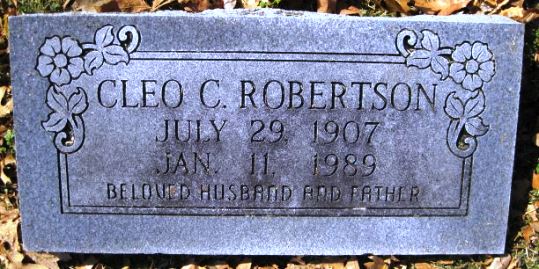 CLEO C. ROBERTSON
JULY 29, 1907
JAN. 11, 1989
BELOVED HUSBAND AND FATHER